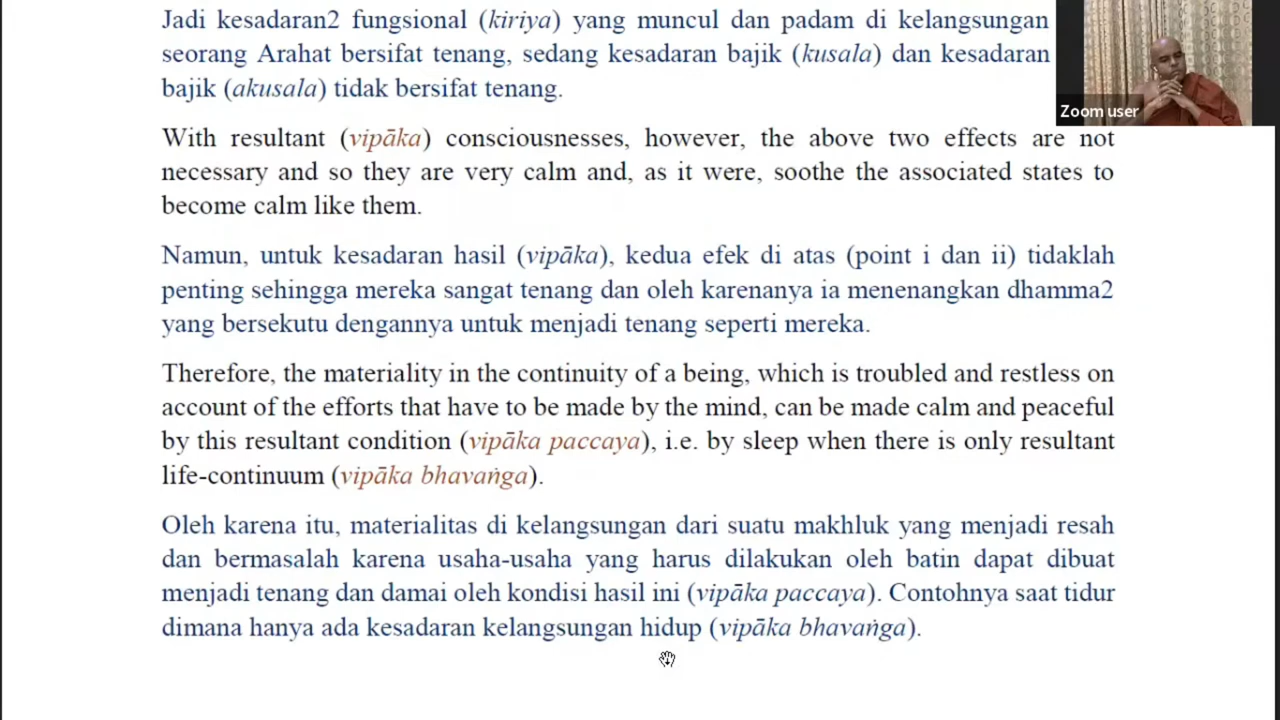 Jadi kesadaran2 fungsional (kiriya) yang muncul dan padam di kelangsungan
seorang Arahat bersifat tenang, sedang kesadaran bajik (kusala) dan kesadaran
bajik (akusala) tidak bersifat tenang.
Zoom user
With resultant (vipāka) consciousnesses, however, the above two effects are not
necessary and so they are very calm and, as it were, soothe the associated states to
become calm like them.
Namun, untuk kesadaran hasil (vipāka), kedua efek di atas (point i dan ii) tidaklah
penting sehingga mereka sangat tenang dan oleh karenanya ia menenangkan dhamma2
yang bersekutu dengannya untuk menjadi tenang seperti mereka.
Therefore, the materiality in the continuity of a being, which is troubled and restless on
account of the efforts that have to be made by the mind, can be made calm and peaceful
by this resultant condition (vipāka paccaya), i.e. by sleep when there is only resultant
life-continuum (vipāka bhavaṅga).
Oleh karena itu, materialitas di kelangsungan dari suatu makhluk yang menjadi resah
dan bermasalah karena usaha-usaha yang harus dilakukan oleh batin dapat dibuat
menjadi tenang dan damai oleh kondisi hasil ini (vipāka paccaya). Contohnya saat tidur
dimana hanya ada kesadaran kelangsungan hidup (vipāka bhavaṅga).